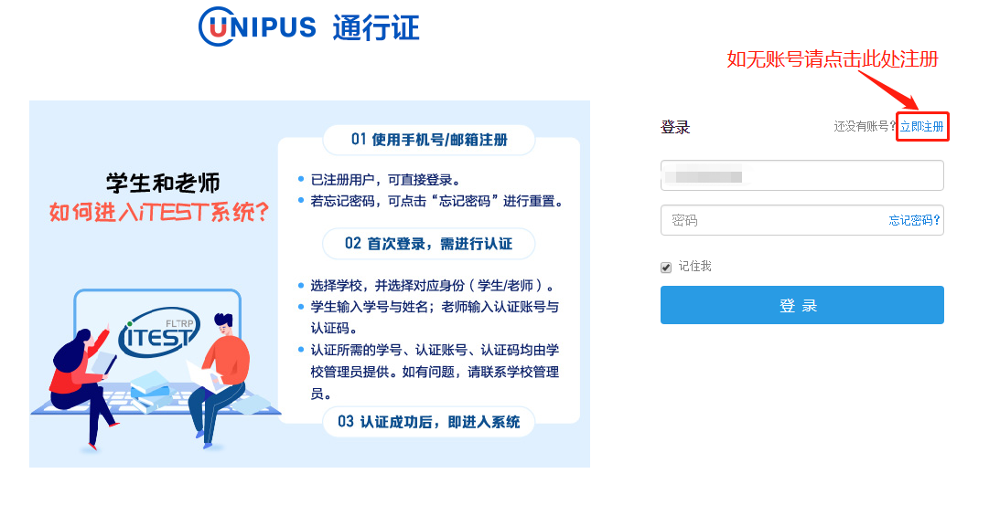 UNIPUS 通行证
如无账号请点击此处注册
学生和老师
如何进入iTEST系统?
FLTRP
iTEST
01 使用手机号/邮箱注册
已注册用户，可直接登录。
若忘记密码，可点击“忘记密码”进行重置。
02 首次登录，需进行认证
选择学校，并选择对应身份（学生/老师）。
学生输入学号与姓名；老师输入认证账号与
认证码。
认证所需的学号、认证账号、认证码均由学
校管理员提供。如有问题，请联系学校管理
员。
03 认证成功后，即进入系统
登录
还没有账号? 立即注册
密码
忘记密码?
记住我
登 录